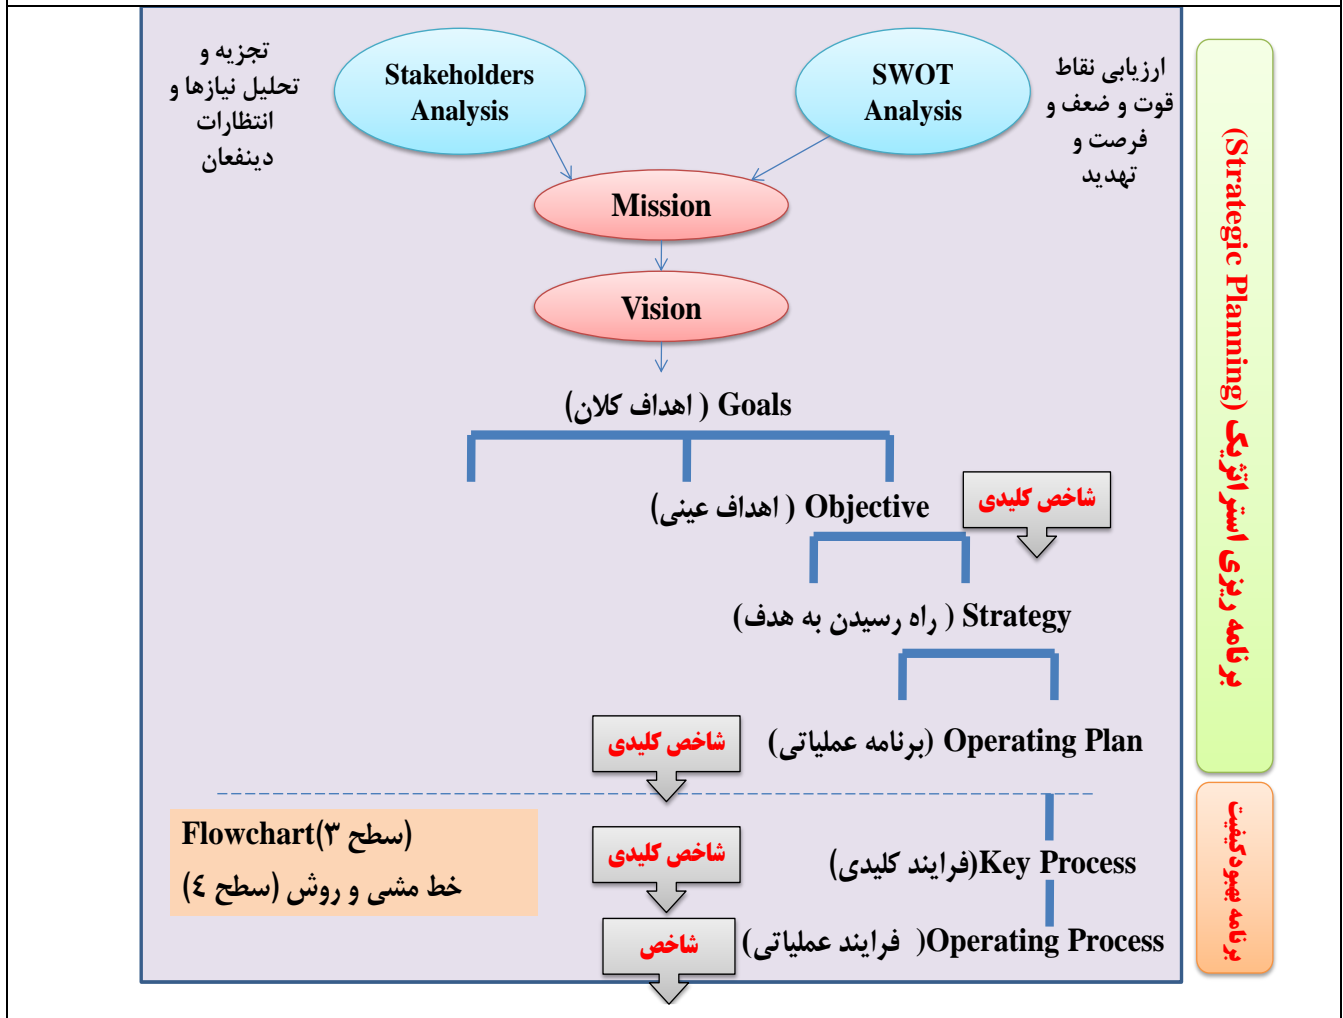 تجزیه و
تحلیل نیازها و
انتظارات
دینفعان
Stakeholders
Analysis
SWOT
Analysis
ارزیابی نقاط
قوت و ضعف و
فرصت و
تهدید
Mission
Vision
Goals ( اهداف کلان)
Objective ( اهداف عینی)
شاخص کلیدی
Strategy ( راه رسیدن به هدف)
Operating Plan (برنامه عملیاتی)
شاخص کلیدی
Flowchart(سطح ۳)
خط مشی و روش (سطح ٤)
شاخص کلیدی
Key Process(فرایند کلیدی)
Operating Process( فرایند عملیاتی)
شاخص
برنامه ریزی استراتژیک (Strategic Planning)
برنامه بهبود کیفیت